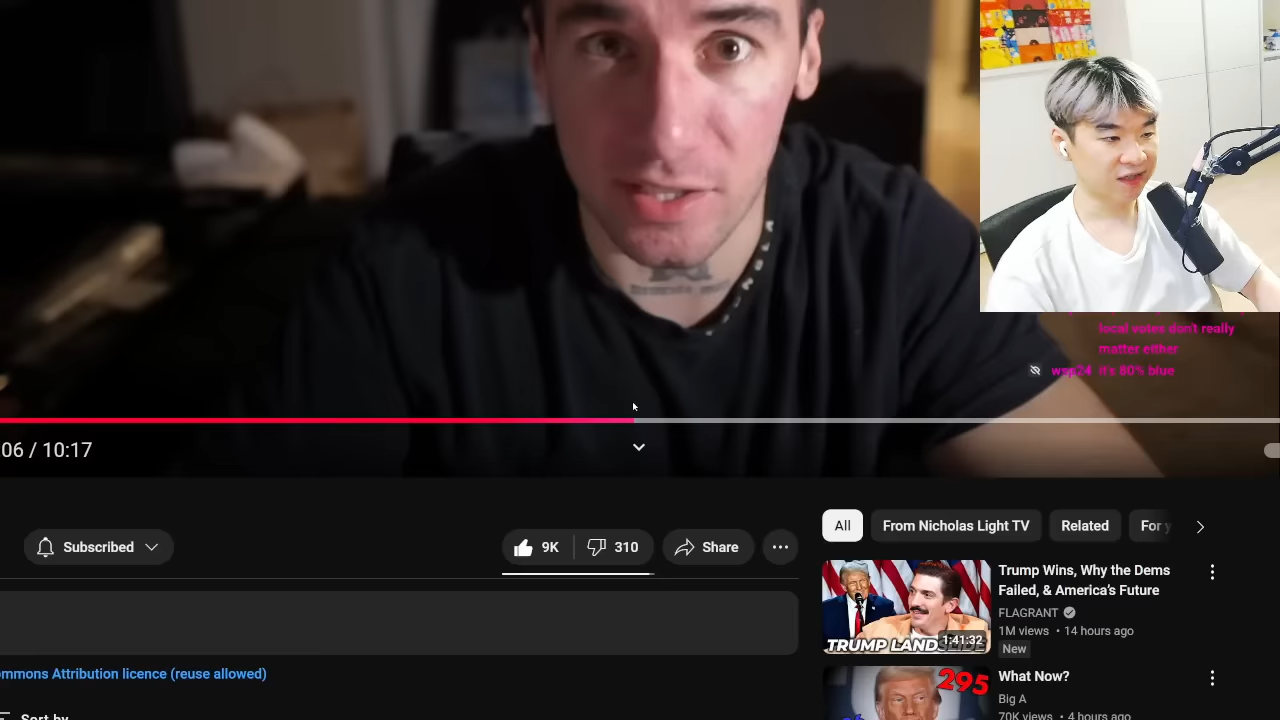 local votes don't really
matter either
wsp24 it's 80% blue
06 / 10:17
Subscribed
9K
310
Share
All
From Nicholas Light TV
Related
For y
Trump Wins, Why the Dems
Failed, & America's Future
FLAGRANT
1M views • 14 hours ago
New
TRUMP LANDSLIDE
1:41:32
ommons Attribution licence (reuse allowed)
What Now?
Big A
70K views • 4 hours ago
295
Sort by